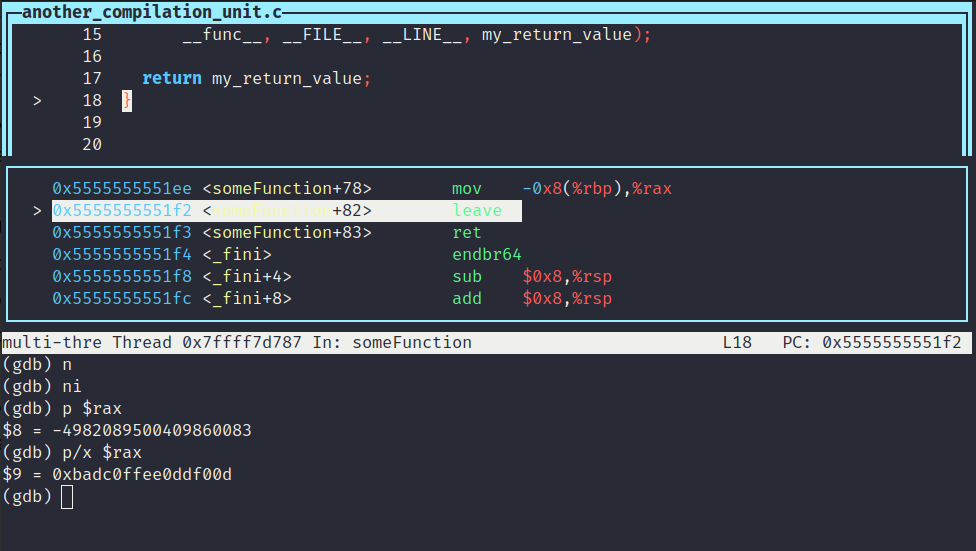 another_compilation_unit.c
15 __func__, __FILE__, __LINE__, my_return_value);
16
17 return my_return_value;
> 18 }
19
20
0x5555555551ee <someFunction+78> mov -0x8(%rbp),%rax
> 0x5555555551f2 <someFunction+82> leave
0x5555555551f3 <someFunction+83> ret
0x5555555551f4 <_fini> endbr64
0x5555555551f8 <_fini+4> sub $0x8,%rsp
0x5555555551fc <_fini+8> add $0x8,%rsp
multi-thre Thread 0x7ffff7d787 In: someFunction L18 PC: 0x5555555551f2
(gdb) n
(gdb) ni
(gdb) p $rax
$8 = -4982089500409860083
(gdb) p/x $rax
$9 = 0xbadc0ffee0ddf00d
(gdb)